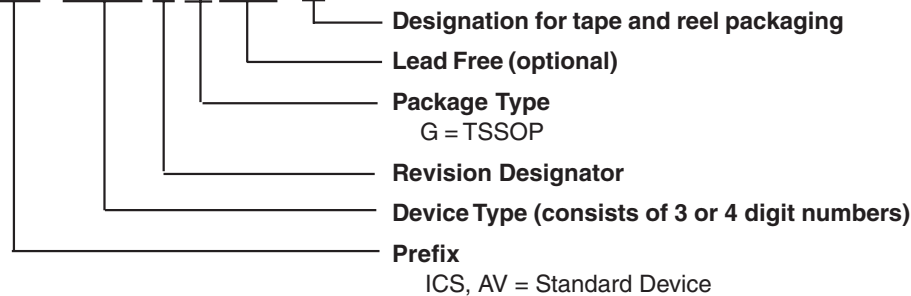 Designation for tape and reel packaging
Lead Free (optional)
Package Type
G = TSSOP
Revision Designator
Device Type (consists of 3 or 4 digit numbers)
Prefix
ICS, AV = Standard Device